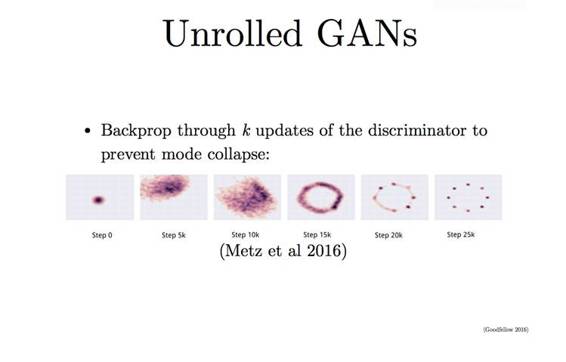 Unrolled GANs
• Backprop through k updates of the discriminator to
prevent mode collapse:
Step 0 Step 5k Step 10k Step 15k Step 20k Step 25k
(Metz et al 2016)
(Goodfellow 2016)